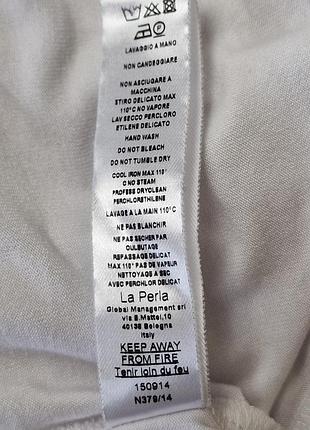 LAVAGGIO A MANO
NON CANDEGGIARE
NON ASCIUGARE A
MACCHINA
STIRO DELICATO MAX
110°C NO VAPORE
LAV SECCO PERCLORO
ETILENE DELICATO
HAND WASH
DO NOT BLEACH
DO NOT TUMBLE DRY
COOL IRON MAX 110°
C NO STEAM
PROFESS DRYCLEAN
PERCHLORETHILENE
LAVAGE A LA MAIN 110°C
NE PAS BLANCHIR
NE PAS SECHER PAR
CULBUTAGE
REPASSAGE DELICAT
MAX 110° PAS DE VAPEUR
NETTOYAGE A SEC
AVEC PERCHLOR DELICAT
La Perla
Global Management srl
via E.Mattei,10
40138 Bologna
Italy
KEEP AWAY
FROM FIRE
Tenir loin du feu
150914
N379/14